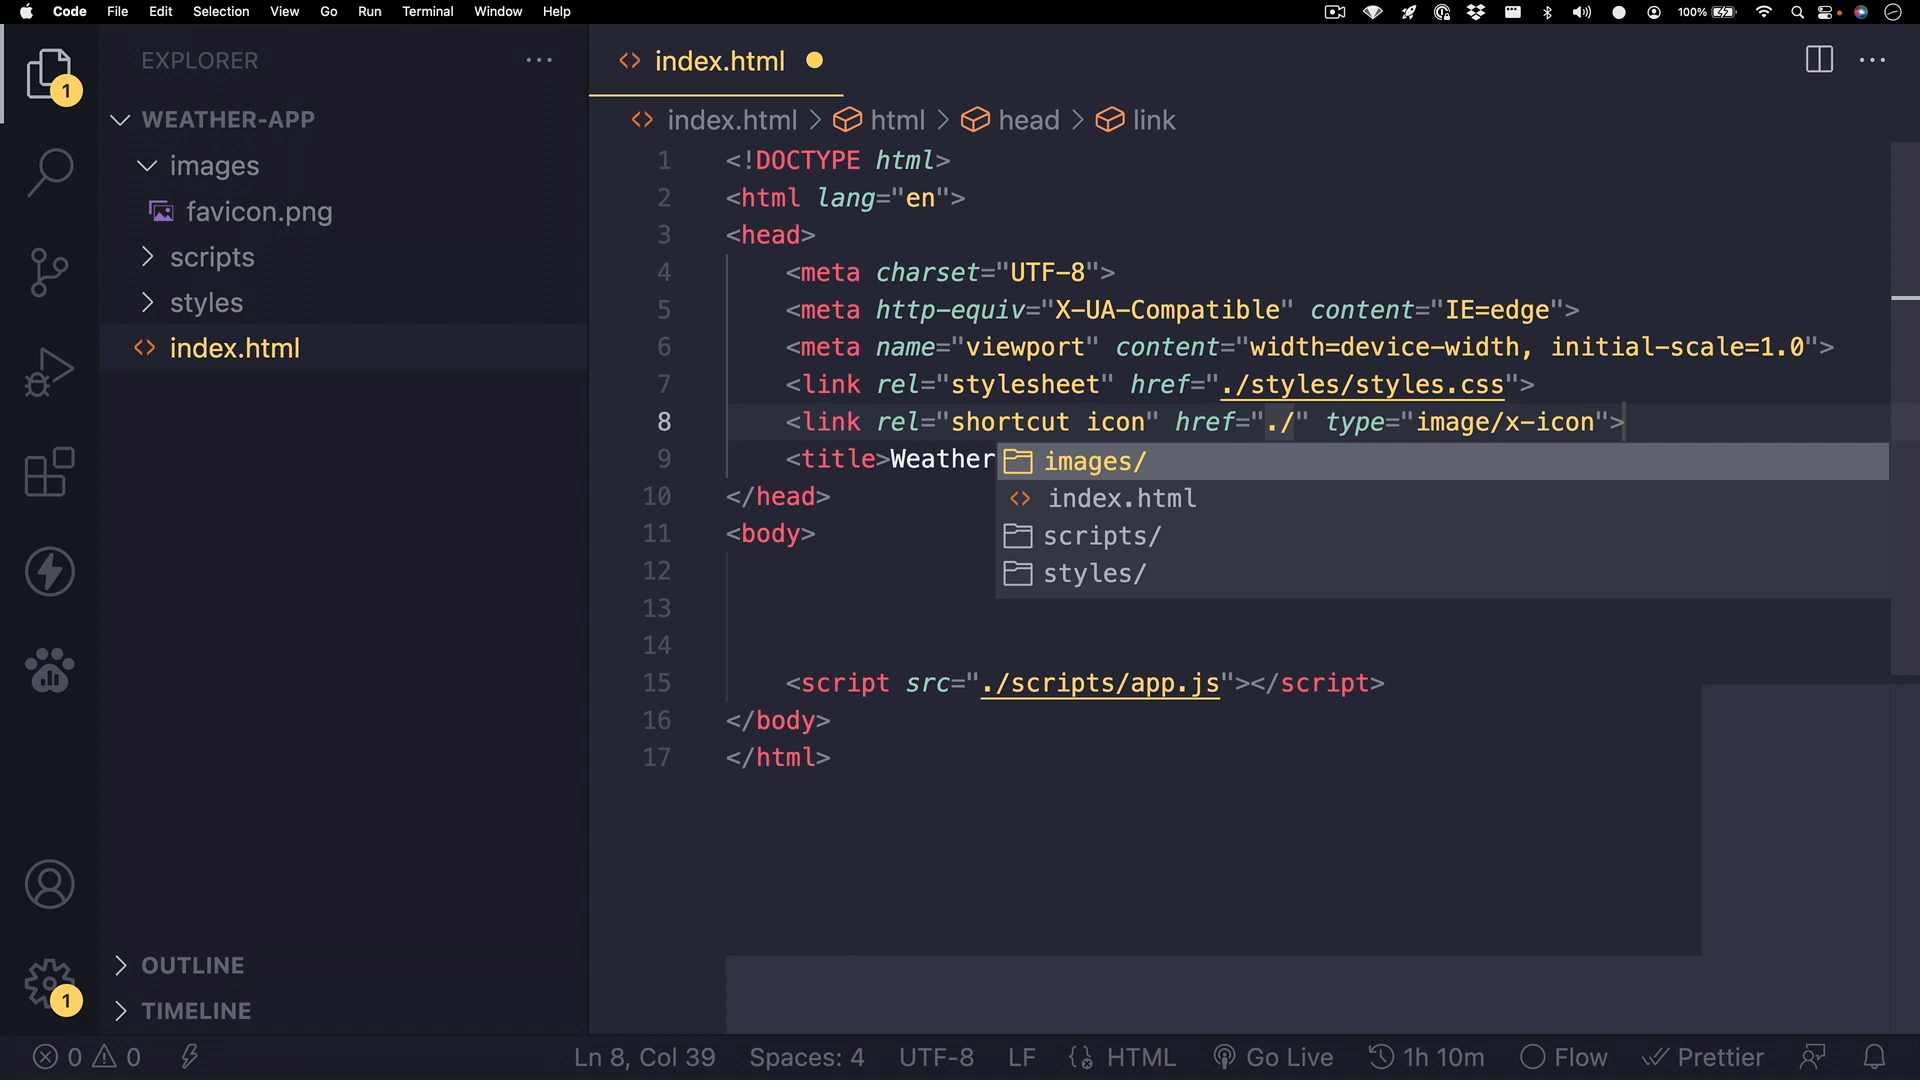 Code File Edit Selection View Go Run Terminal Window Help 100%
EXPLORER
1
WEATHER-APP
images
favicon.png
scripts
styles
index.html
OUTLINE
TIMELINE
1
index.html
index.html > html > head > link
1 <!DOCTYPE html>
2 <html lang="en">
3 <head>
4 <meta charset="UTF-8">
5 <meta http-equiv="X-UA-Compatible" content="IE=edge">
6 <meta name="viewport" content="width=device-width, initial-scale=1.0">
7 <link rel="stylesheet" href="./styles/styles.css">
8 <link rel="shortcut icon" href="./" type="image/x-icon">
9 <title>Weather
images/
index.html
scripts/
styles/
10 </head>
11 <body>
12
13
14
15 <script src="./scripts/app.js"></script>
16 </body>
17 </html>
0 0 Ln 8, Col 39 Spaces: 4 UTF-8 LF HTML Go Live 1h 10m Flow Prettier